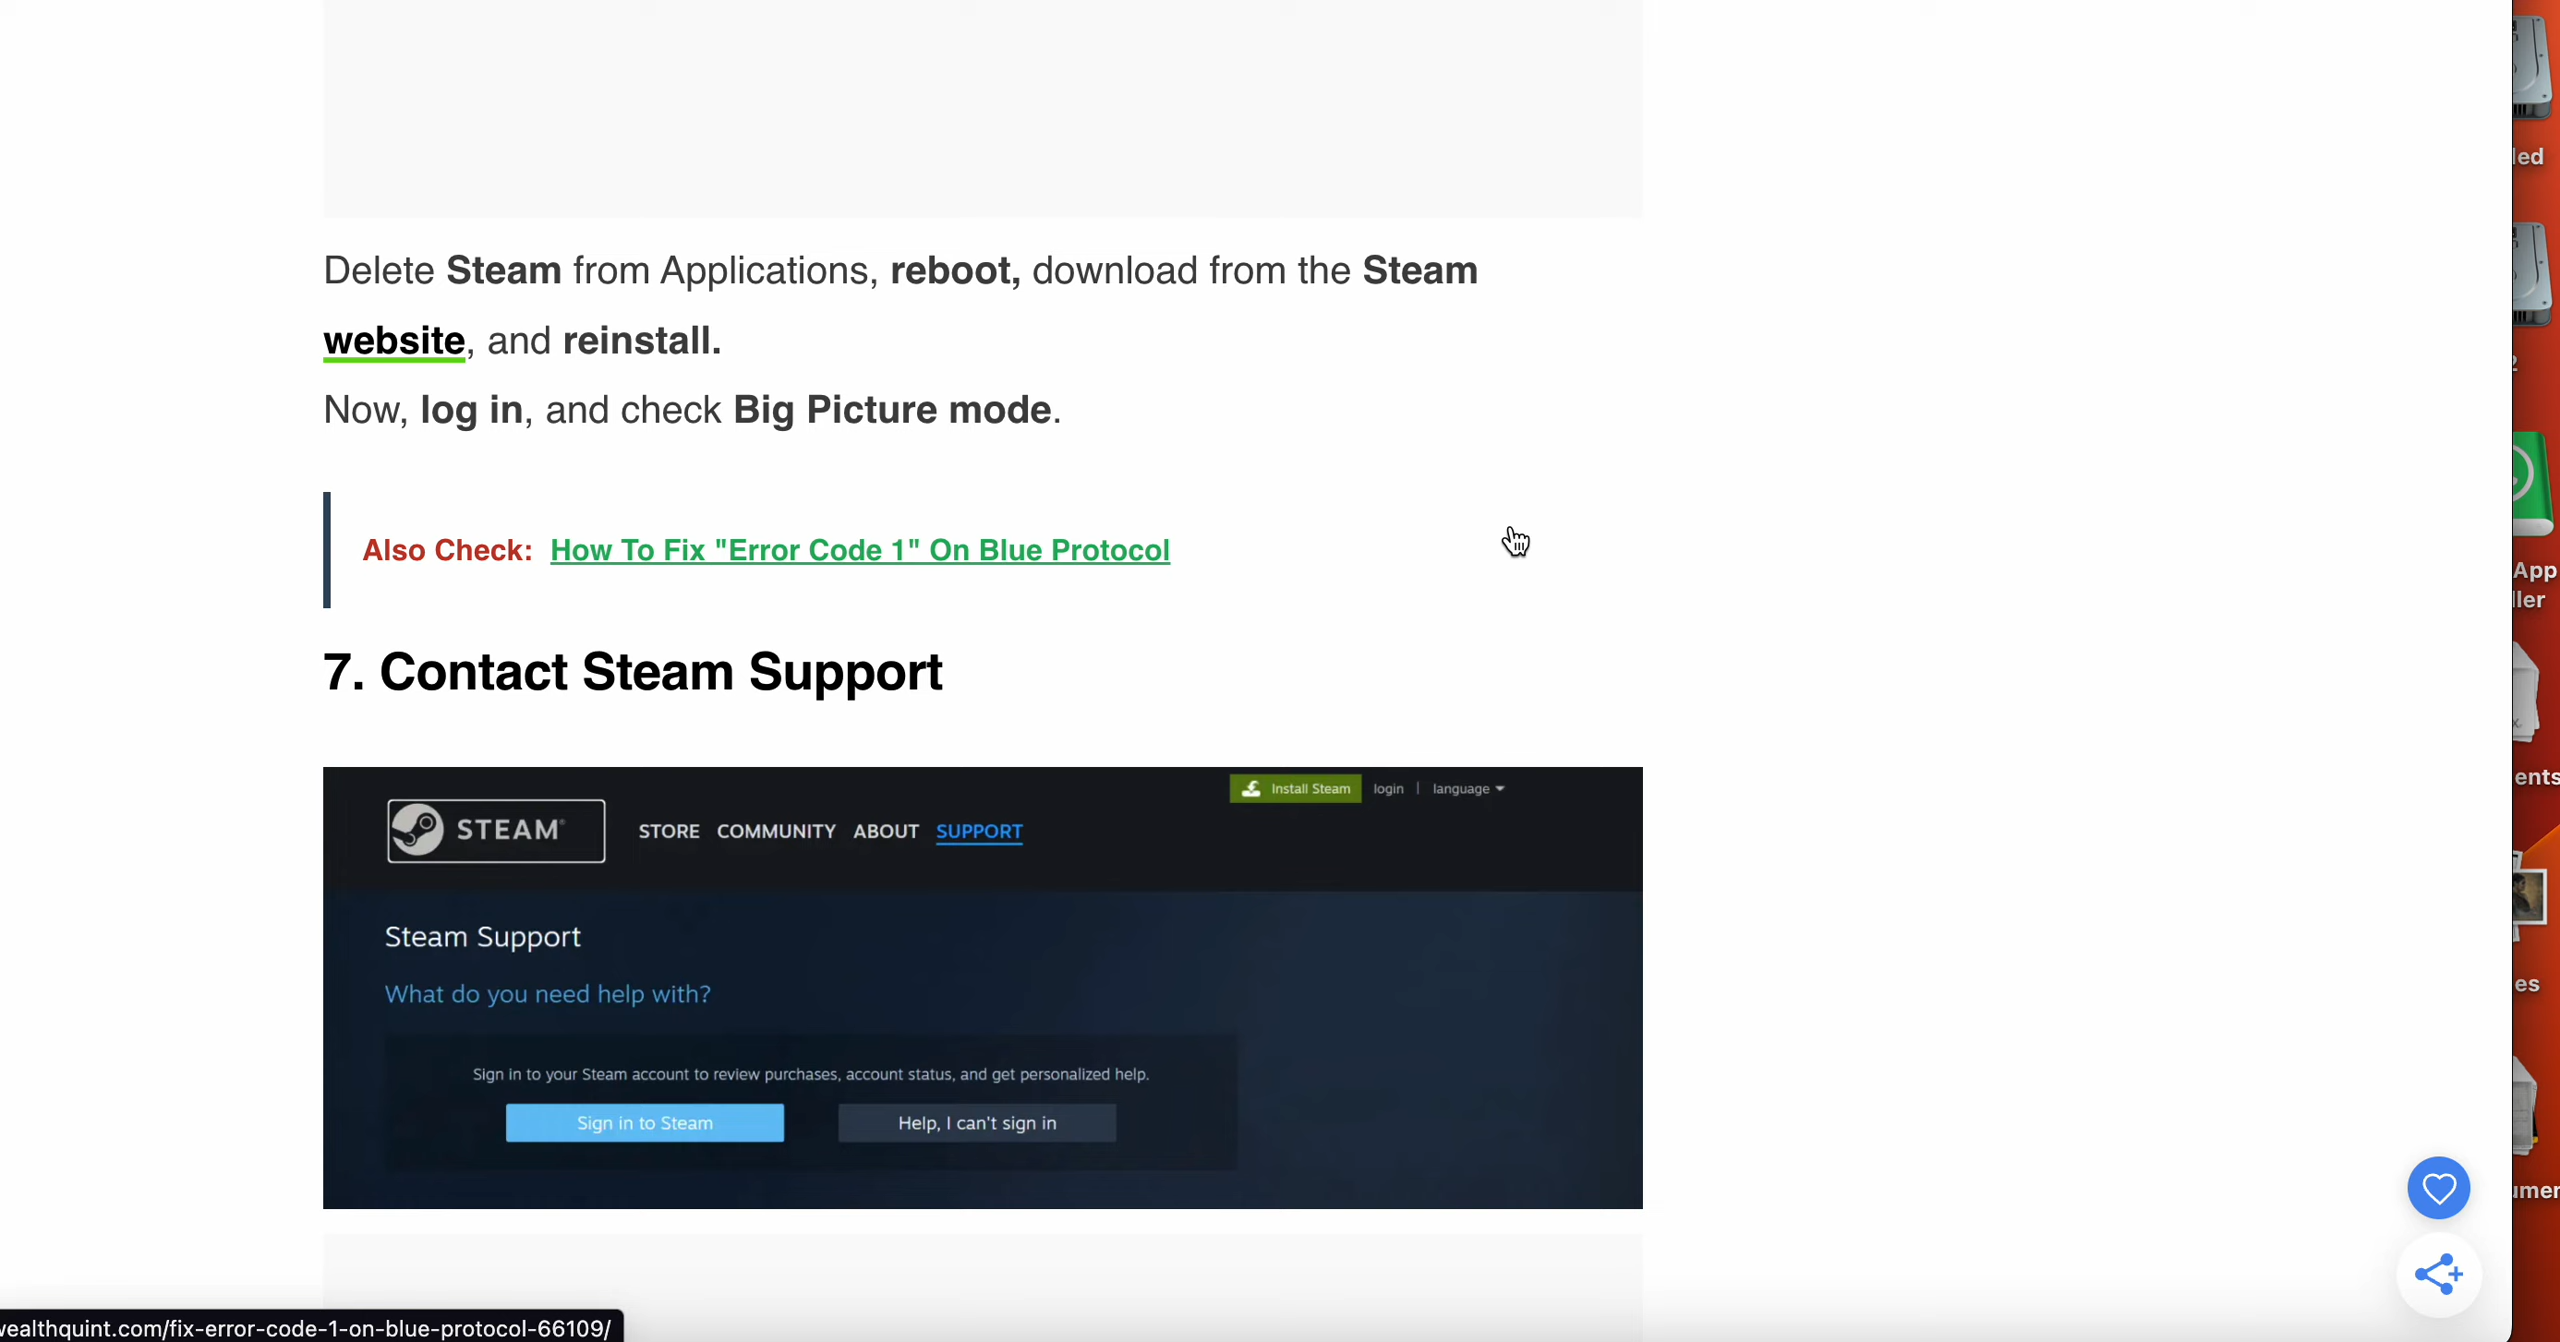 Delete Steam from Applications, reboot, download from the Steam
website, and reinstall.
Now, log in, and check Big Picture mode.
Also Check: How To Fix "Error Code 1" On Blue Protocol
7. Contact Steam Support
Install Steam login | language
STEAM® STORE COMMUNITY ABOUT SUPPORT
Steam Support
What do you need help with?
Sign in to your Steam account to review purchases, account status, and get personalized help.
Sign in to Steam Help, I can't sign in
wealthquint.com/fix-error-code-1-on-blue-protocol-66109/
led
2
App
ller
ents
es
umen